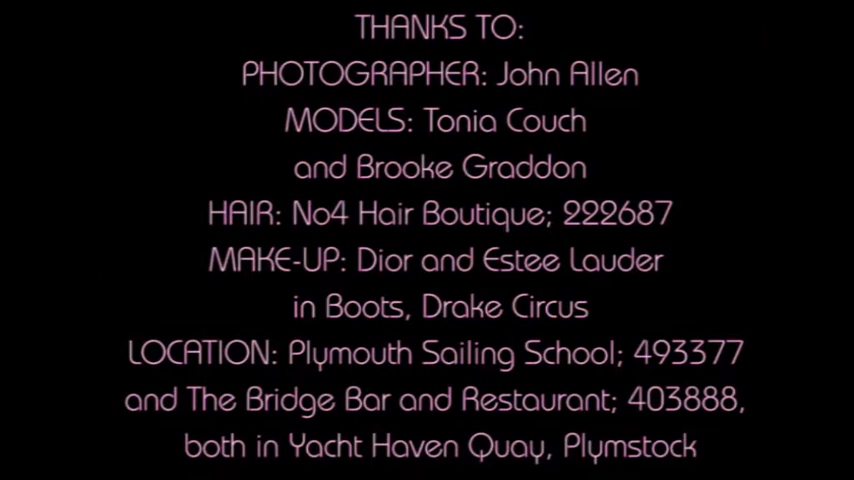 THANKS TO:
PHOTOGRAPHER: John Allen
MODELS: Tonia Couch
and Brooke Graddon
HAIR: No4 Hair Boutique; 222687
MAKE-UP: Dior and Estee Lauder
in Boots, Drake Circus
LOCATION: Plymouth Sailing School; 493377
and The Bridge Bar and Restaurant; 403888,
both in Yacht Haven Quay, Plymstock